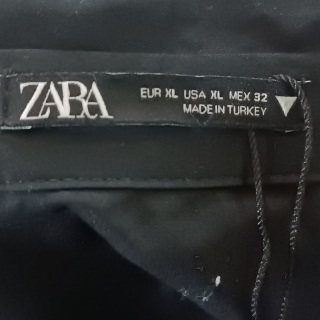 ZARA
EUR XL USA XL MEX 32
MADE IN TURKEY